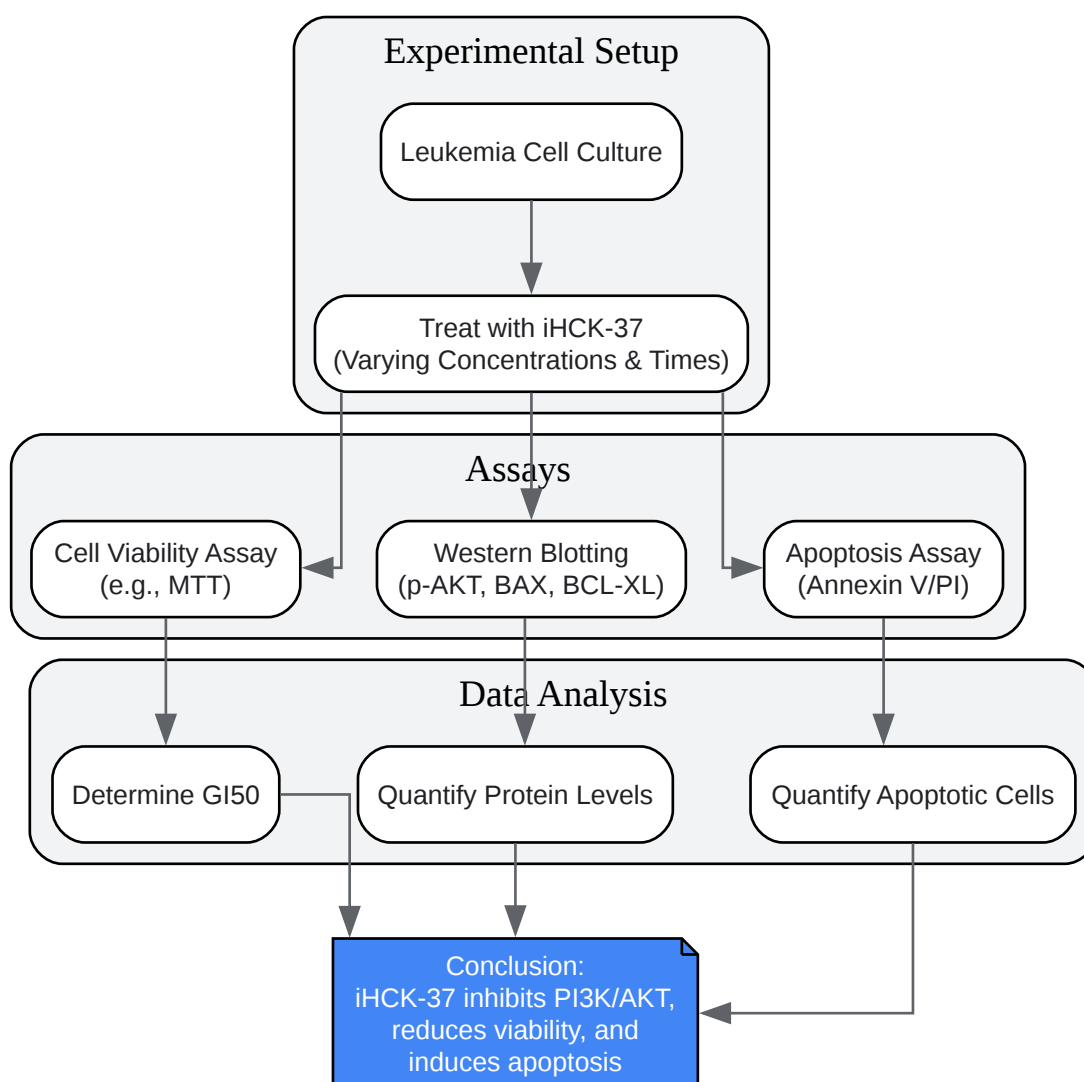 Experimental Setup
Leukemia Cell Culture
Treat with iHCK-37
(Varying Concentrations & Times)
Assays
Cell Viability Assay
(e.g., MTT)
Western Blotting
(p-AKT, BAX, BCL-XL)
Apoptosis Assay
(Annexin V/PI)
Data Analysis
Determine GI50
Quantify Protein Levels
Quantify Apoptotic Cells
Conclusion:
iHCK-37 inhibits PI3K/AKT,
reduces viability, and
induces apoptosis